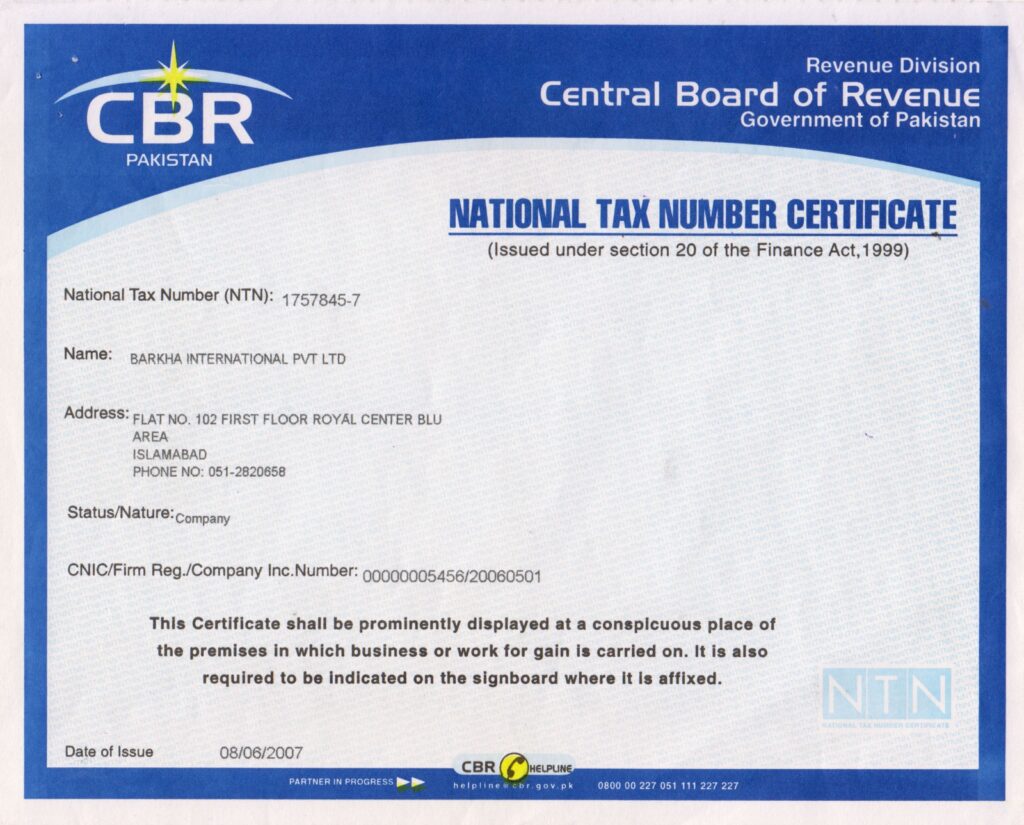 CBR
PAKISTAN
Revenue Division
Central Board of Revenue
Government of Pakistan
NATIONAL TAX NUMBER CERTIFICATE
(Issued under section 20 of the Finance Act,1999)
National Tax Number (NTN): 1757845-7
Name: BARKHA INTERNATIONAL PVT LTD
Address: FLAT NO. 102 FIRST FLOOR ROYAL CENTER BLU
AREA
ISLAMABAD
PHONE NO: 051-2820658
Status/Nature: Company
CNIC/Firm Reg./Company Inc.Number: 00000005456/20060501
This Certificate shall be prominently displayed at a conspicuous place of
the premises in which business or work for gain is carried on. It is also
required to be indicated on the signboard where it is affixed.
NTN
NATIONAL TAX NUMBER CERTIFICATE
Date of Issue 08/06/2007
PARTNER IN PROGRESS
CBR HELPLINE
helpline@cbr.gov.pk
0800 00 227 051 111 227 227